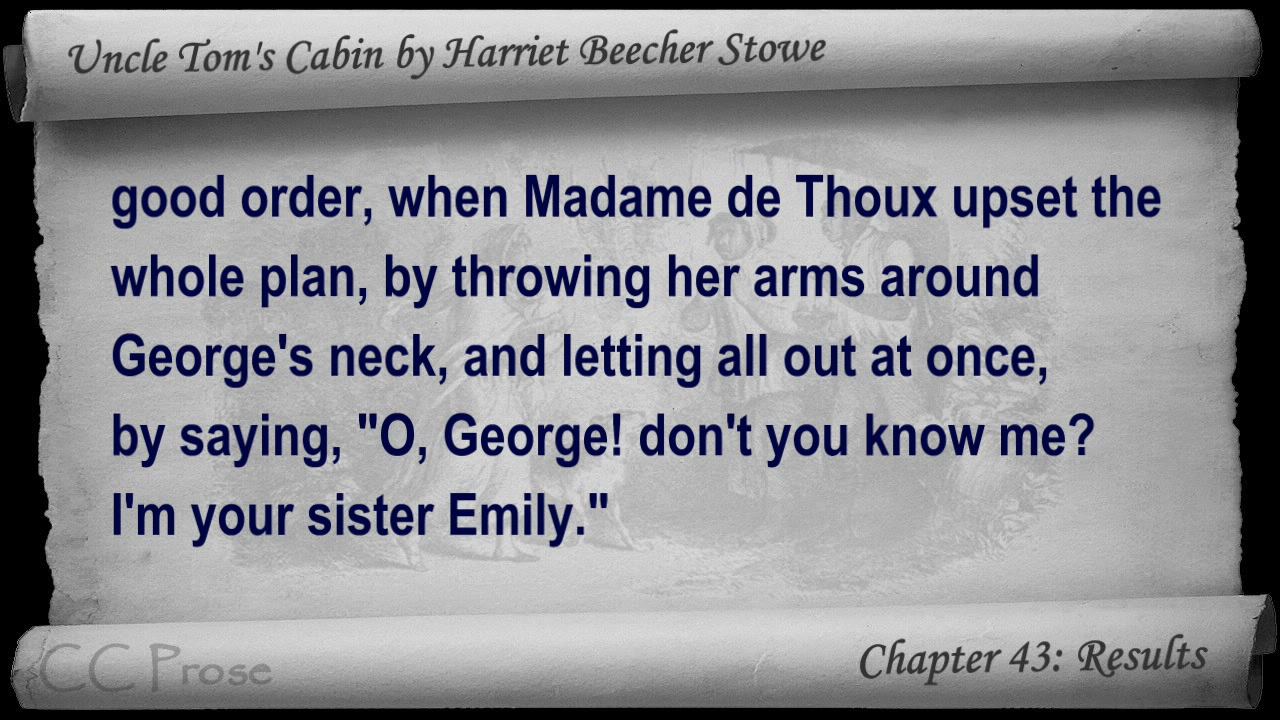 Uncle Tom's Cabin by Harriet Beecher Stowe
good order, when Madame de Thoux upset the
whole plan, by throwing her arms around
George's neck, and letting all out at once,
by saying, "O, George! don't you know me?
I'm your sister Emily."
CC Prose
Chapter 43: Results